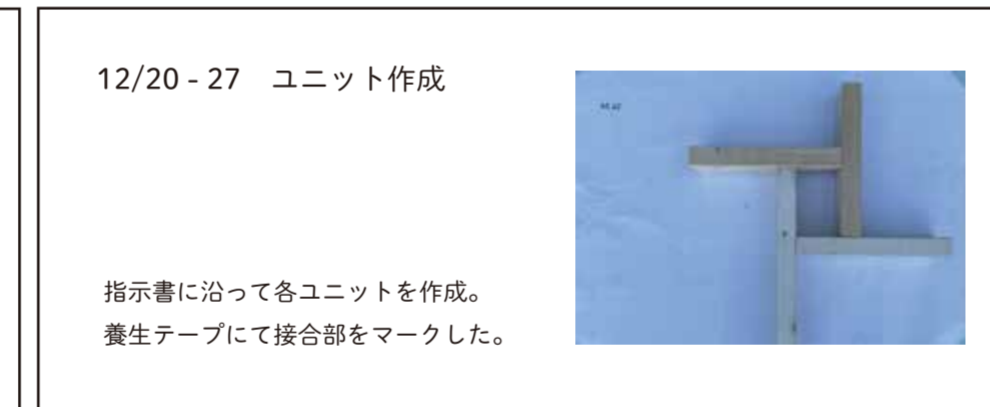 12/20 - 27　ユニット作成
指示書に沿って各ユニットを作成。
養生テープにて接合部をマークした。